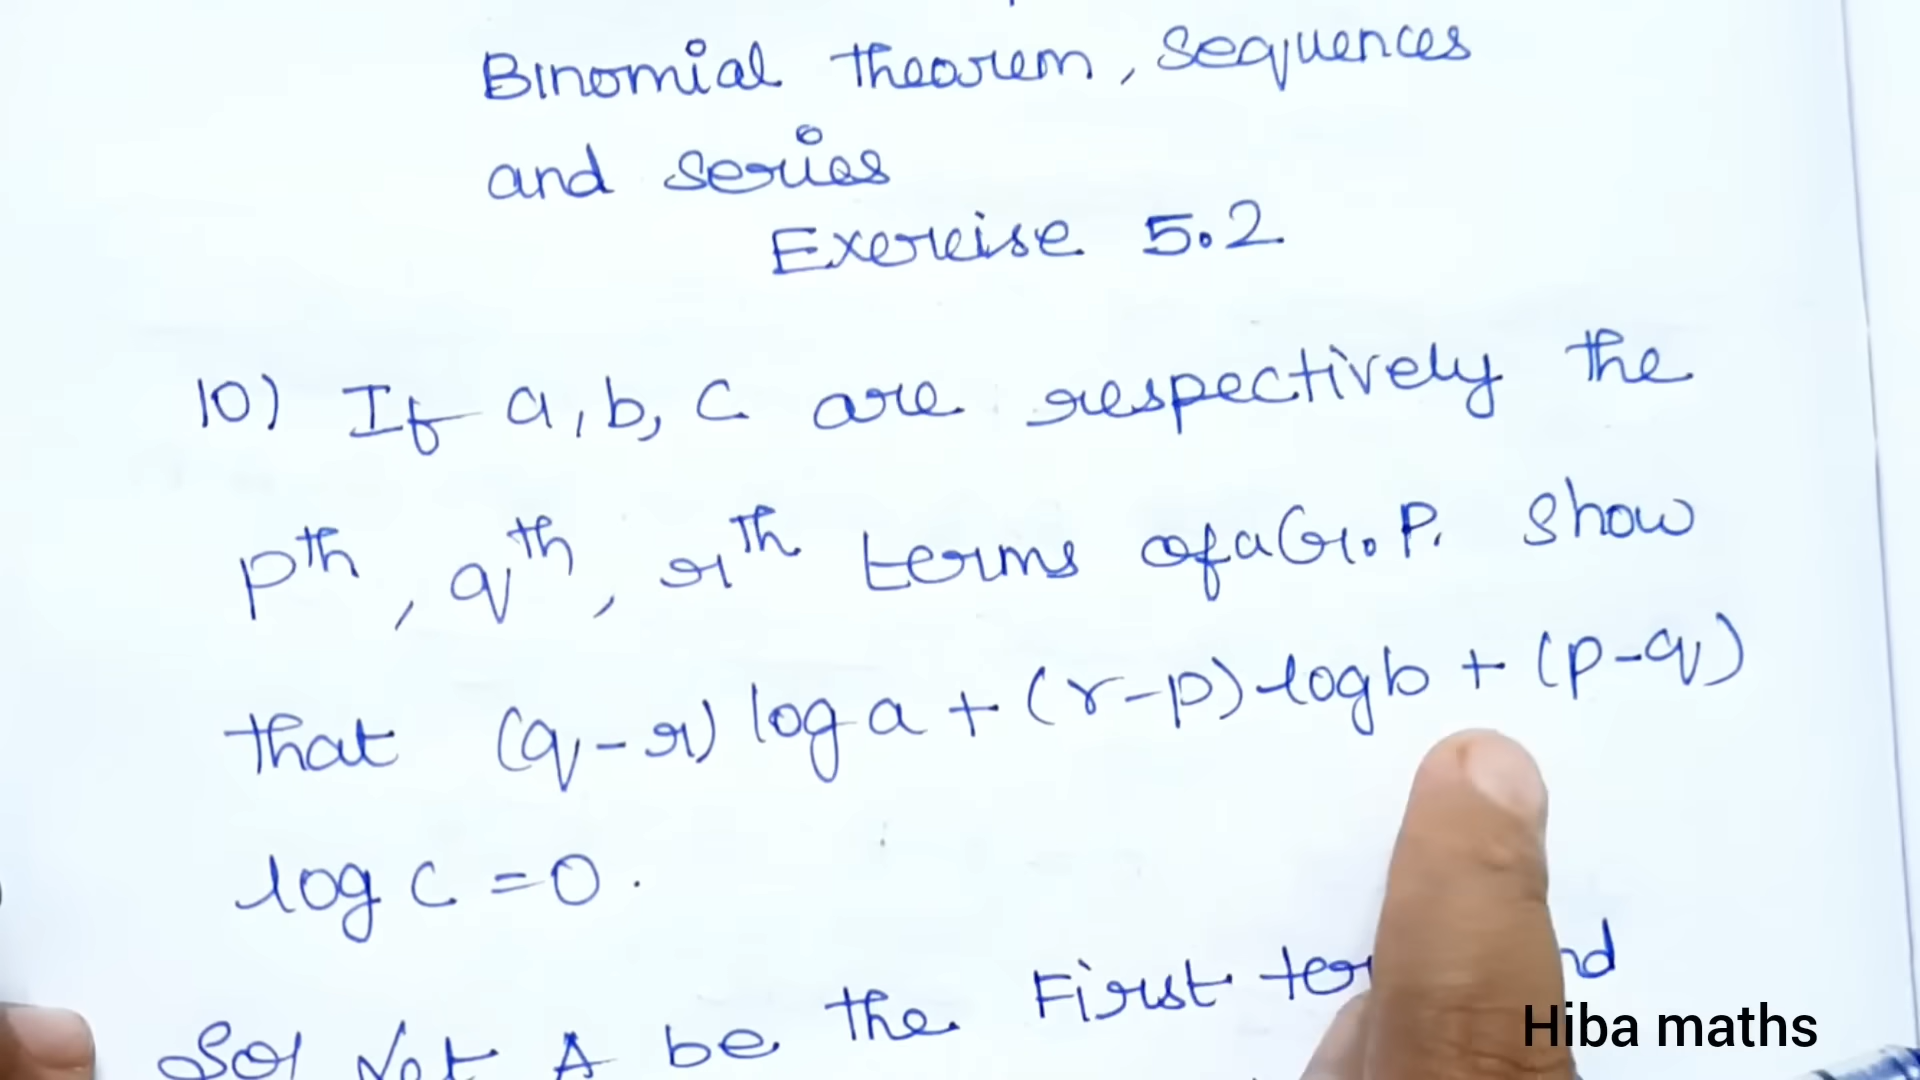 Binomial theorem, sequences
and series
Exercise 5.2
10) If a, b, c are respectively the
pth, qth, rth terms of a G.P. show
that (q-r) log a + (r-p) log b + (p-q)
log c = 0.
Sol Let A be the First
Hiba maths